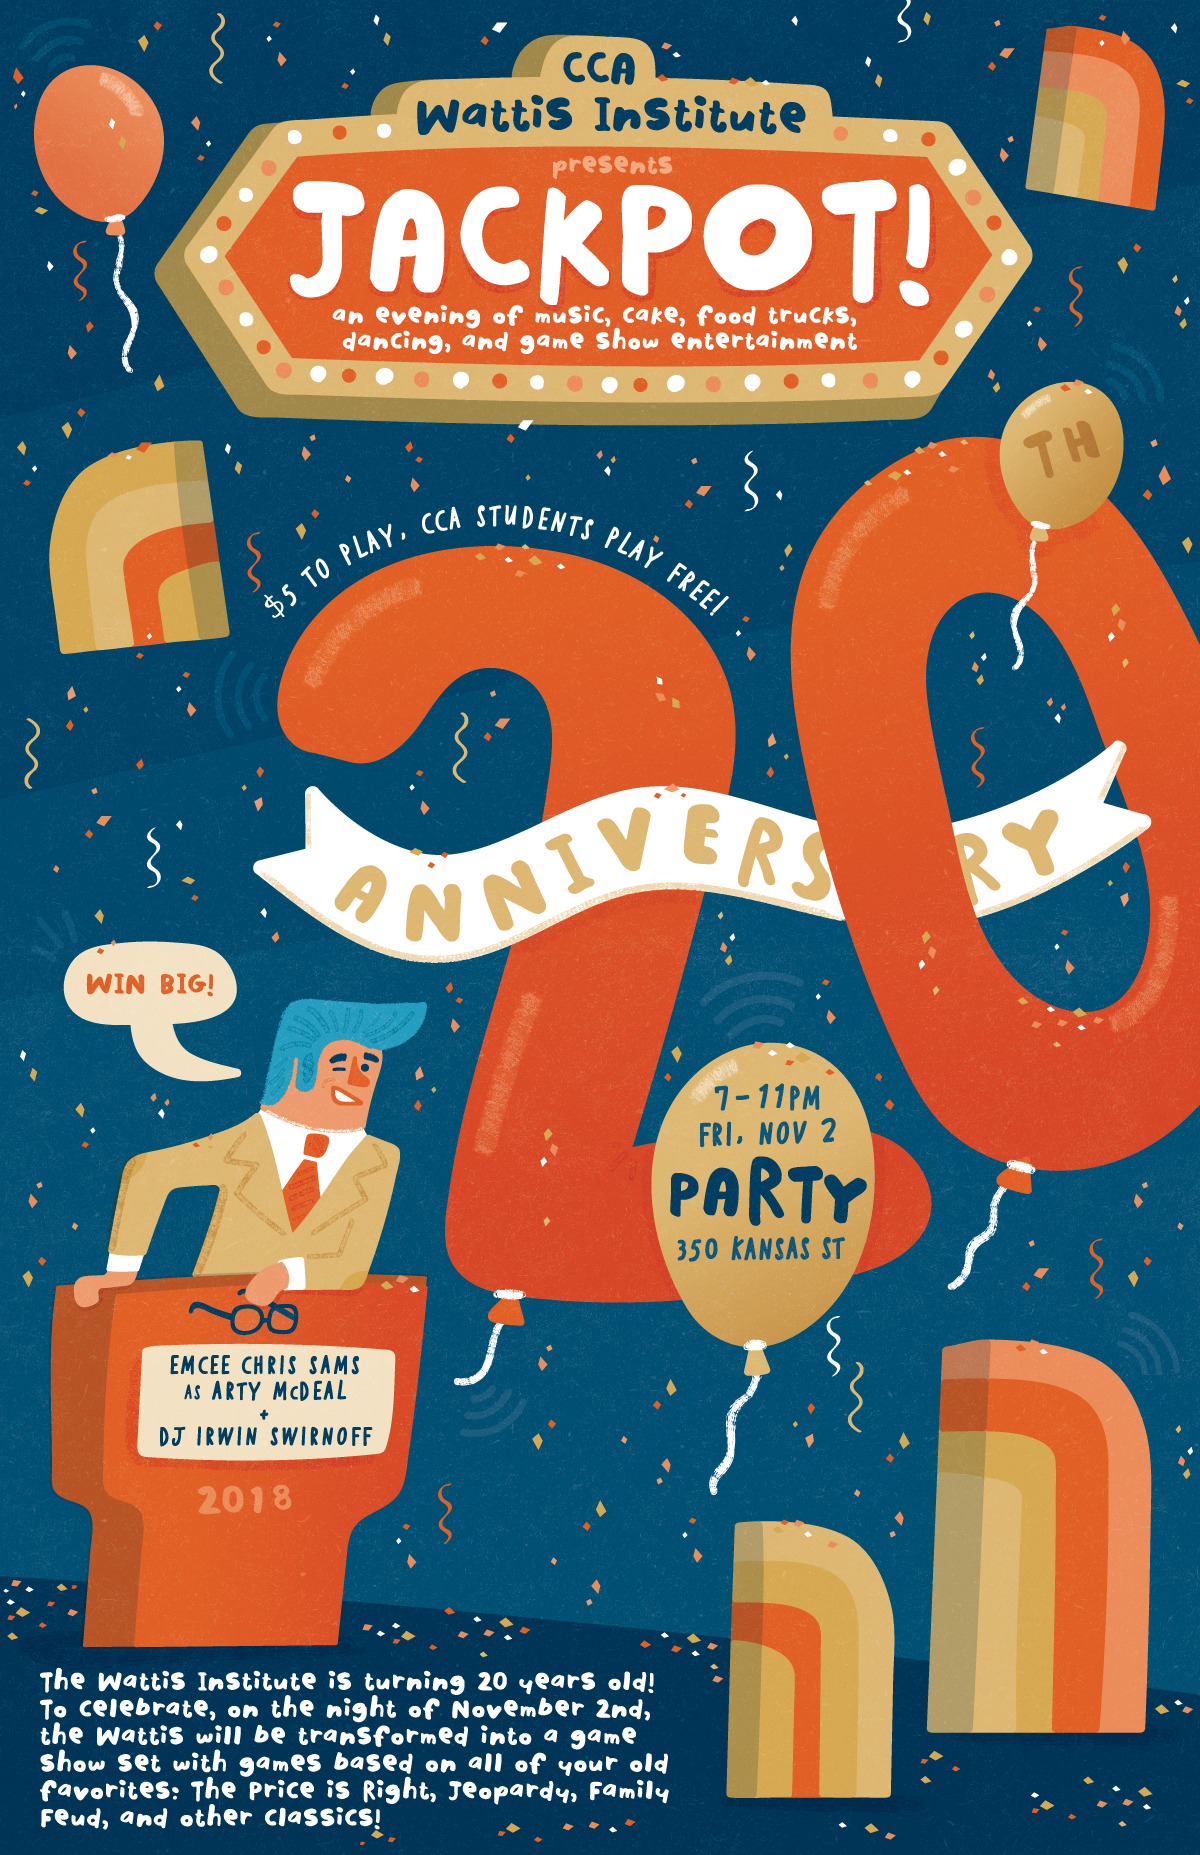 CCA
Wattis Institute
presents
JACKPOT!
an evening of music, cake, food trucks,
dancing, and game show entertainment
TH
$5 TO PLAY, CCA STUDENTS PLAY FREE!
20
ANNIVERS RY
WIN BIG!
7-11PM
FRI, NOV 2
PARTY
350 KANSAS ST
EMCEE CHRIS SAMS
AS ARTY McDEAL
+
DJ IRWIN SWIRNOFF
2018
The Wattis Institute is turning 20 years old!
To celebrate, on the night of November 2nd,
the Wattis will be transformed into a game
show set with games based on all of your old
favorites: The Price is Right, Jeopardy, Family
Feud, and other classics!